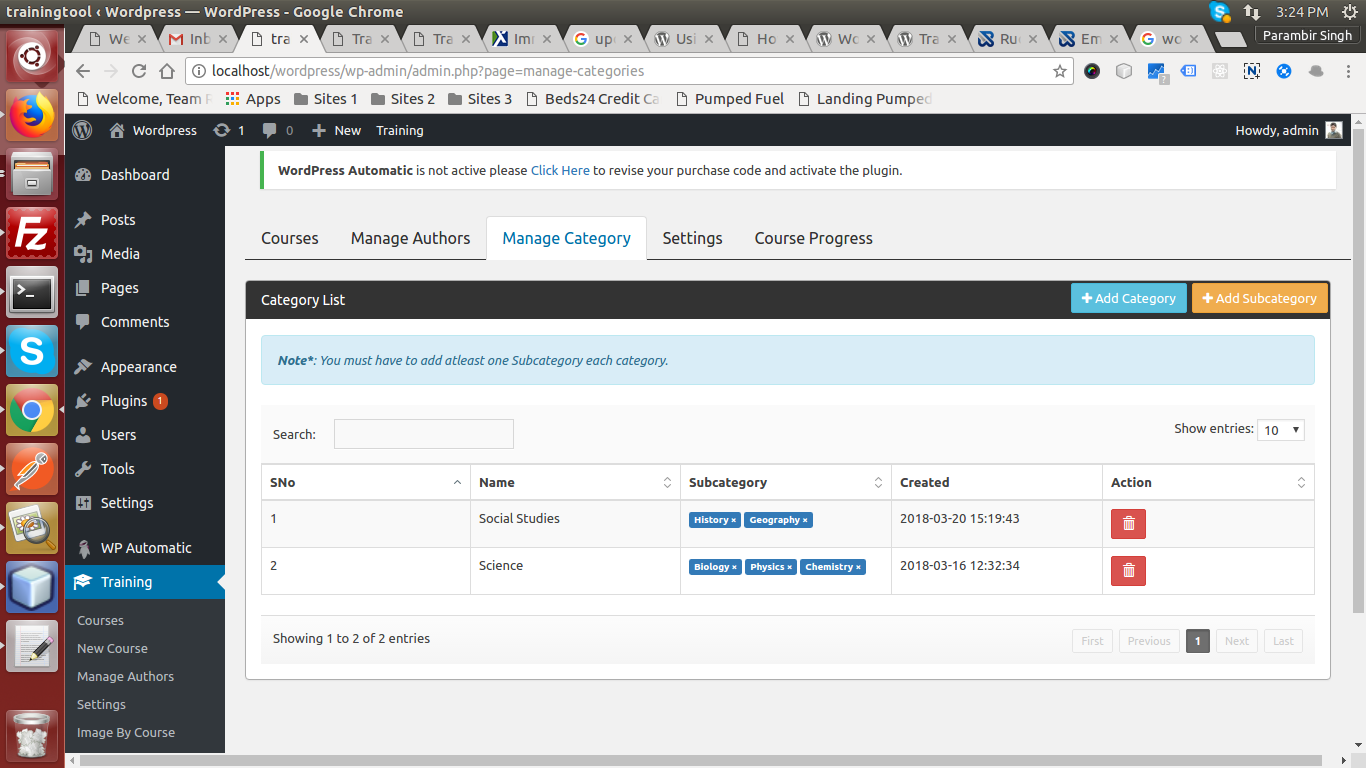 trainingtool ‹ Wordpress — WordPress - Google Chrome
3:24 PM
Parambir Singh
We
Inb
tra
Tra
Tra
Imr
upd
Usi
Ho
Wo
Tra
Rud
Em
wo
localhost/wordpress/wp-admin/admin.php?page=manage-categories
Welcome, Team
Apps
Sites 1
Sites 2
Sites 3
Beds24 Credit Ca
Pumped Fuel
Landing Pumped
Wordpress
1
0
New
Training
Howdy, admin
Dashboard
Posts
Media
Pages
Comments
Appearance
Plugins 1
Users
Tools
Settings
WP Automatic
Training
Courses
New Course
Manage Authors
Settings
Image By Course
WordPress Automatic is not active please Click Here to revise your purchase code and activate the plugin.
Courses
Manage Authors
Manage Category
Settings
Course Progress
Category List
+ Add Category
+ Add Subcategory
Note*: You must have to add atleast one Subcategory each category.
Search:
Show entries: 10
SNo Name Subcategory Created Action
1 Social Studies History × Geography × 2018-03-20 15:19:43
2 Science Biology × Physics × Chemistry × 2018-03-16 12:32:34
Showing 1 to 2 of 2 entries
First Previous 1 Next Last